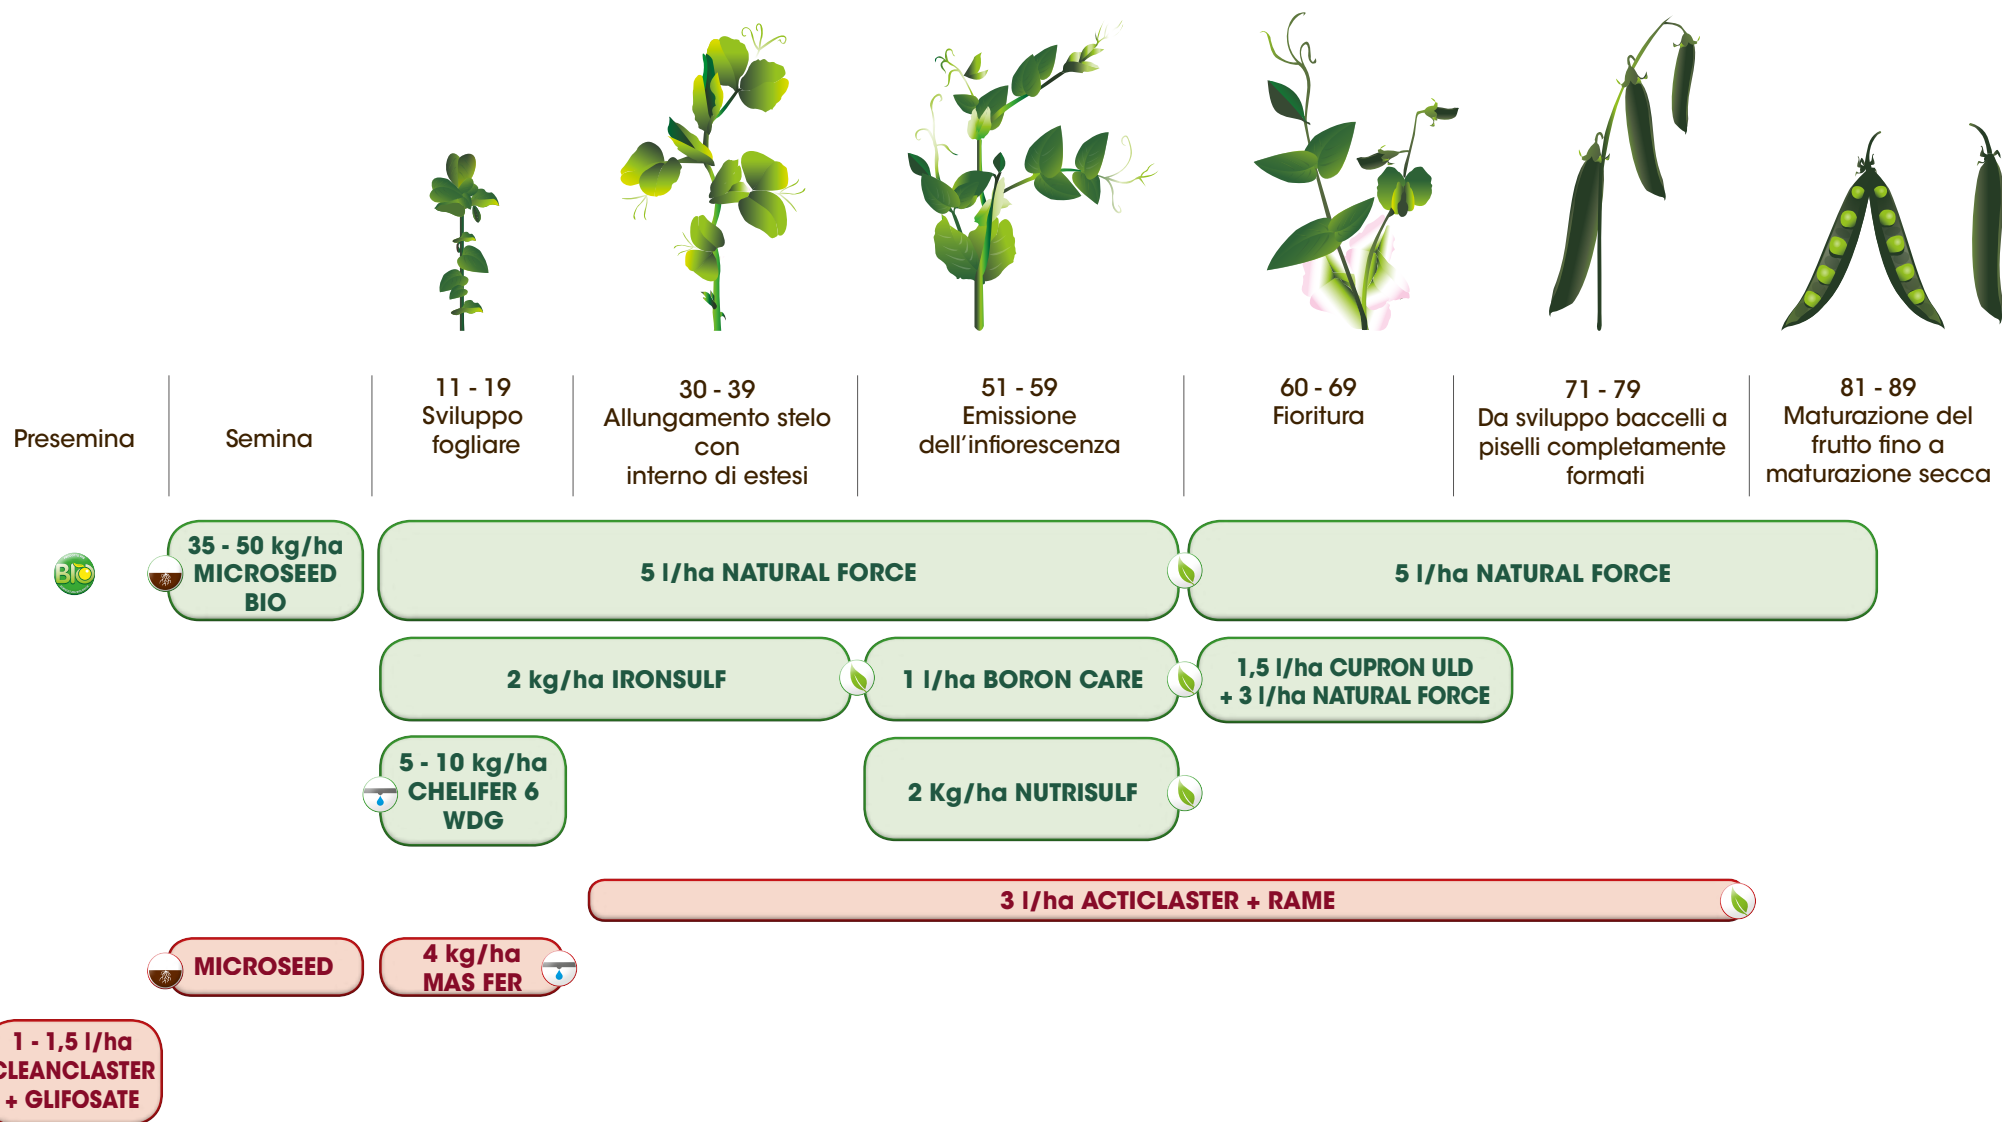 Presemina
Semina
11 - 19
Sviluppo
fogliare
30 - 39
Allungamento stelo
con
interno di estesi
51 - 59
Emissione
dell'infiorescenza
60 - 69
Fioritura
71 - 79
Da sviluppo baccelli a
piselli completamente
formati
81 - 89
Maturazione del
frutto fino a
maturazione secca
BIO
35 - 50 kg/ha
MICROSEED
BIO
5 l/ha NATURAL FORCE
5 l/ha NATURAL FORCE
2 kg/ha IRONSULF
1 l/ha BORON CARE
1,5 l/ha CUPRON ULD
+ 3 l/ha NATURAL FORCE
5 - 10 kg/ha
CHELIFER 6
WDG
2 Kg/ha NUTRISULF
3 l/ha ACTICLASTER + RAME
MICROSEED
4 kg/ha
MAS FER
1 - 1,5 l/ha
CLEANCLASTER
+ GLIFOSATE